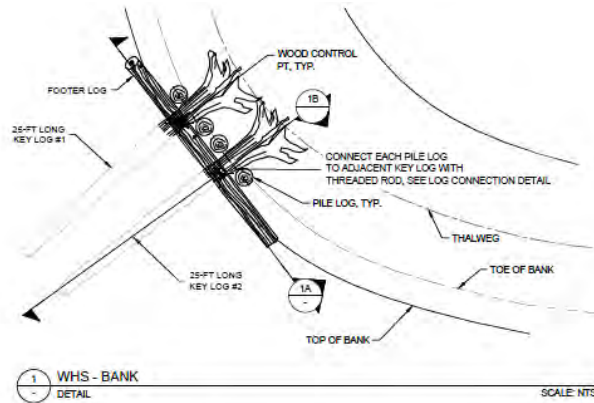 WOOD CONTROL
PT, TYP.
FOOTER LOG
1B
-
25-FT LONG
KEY LOG #1
CONNECT EACH PILE LOG
TO ADJACENT KEY LOG WITH
THREADED ROD, SEE LOG CONNECTION DETAIL
PILE LOG, TYP.
THALWEG
25-FT LONG
KEY LOG #2
TOE OF BANK
1A
-
TOP OF BANK
1
-
WHS - BANK
DETAIL
SCALE: NTS